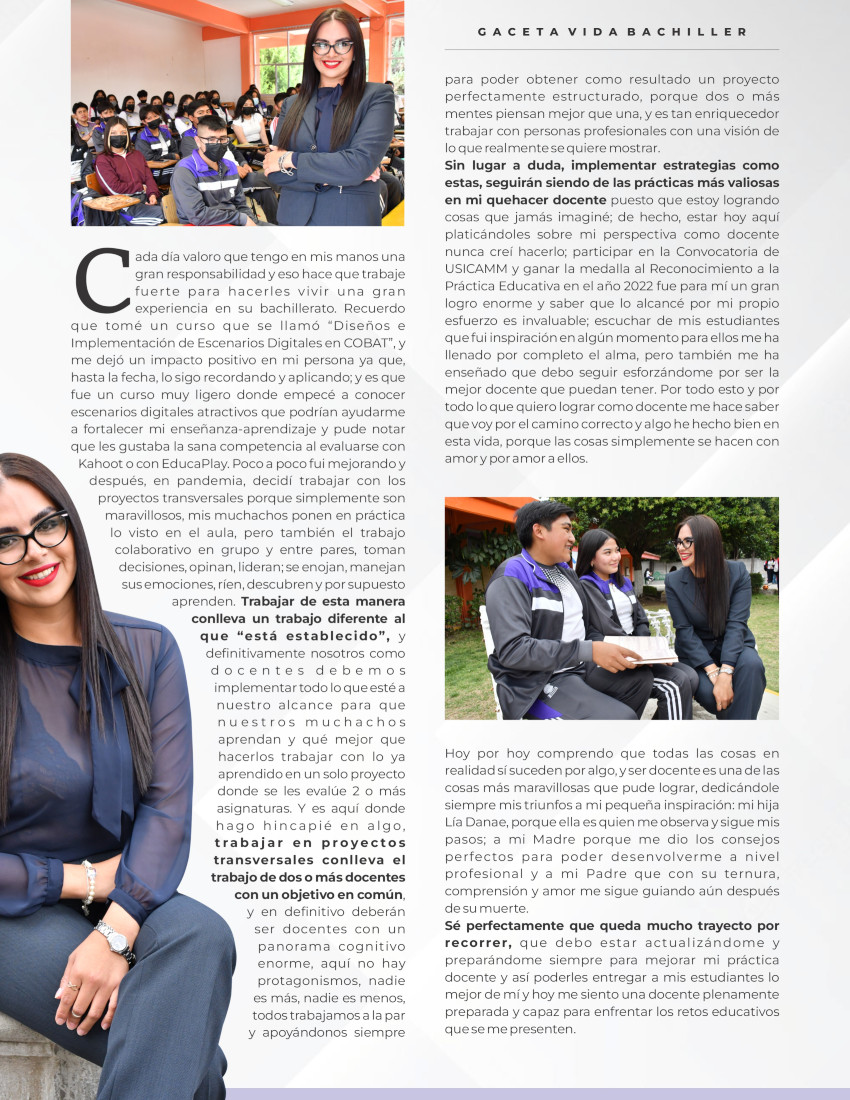 GACETA VIDA BACHILLER
Cada día valoro que tengo en mis manos una
gran responsabilidad y eso hace que trabaje
fuerte para hacerles vivir una gran
experiencia en su bachillerato. Recuerdo
que tomé un curso que se llamó “Diseños e
Implementación de Escenarios Digitales en COBAT”, y
me dejó un impacto positivo en mi persona ya que,
hasta la fecha, lo sigo recordando y aplicando; y es que
fue un curso muy ligero donde empecé a conocer
escenarios digitales atractivos que podrían ayudarme
a fortalecer mi enseñanza-aprendizaje y pude notar
que les gustaba la sana competencia al evaluarse con
Kahoot o con EducaPlay. Poco a poco fui mejorando y
después, en pandemia, decidí trabajar con los
proyectos transversales porque simplemente son
maravillosos, mis muchachos ponen en práctica
lo visto en el aula, pero también el trabajo
colaborativo en grupo y entre pares, toman
decisiones, opinan, lideran; se enojan, manejan
sus emociones, ríen, descubren y por supuesto
aprenden. Trabajar de esta manera
conlleva un trabajo diferente al
que “está establecido”, y
definitivamente nosotros como
docentes debemos
implementar todo lo que esté a
nuestro alcance para que
nuestros muchachos
aprendan y qué mejor que
hacerlos trabajar con lo ya
aprendido en un solo proyecto
donde se les evalúe 2 o más
asignaturas. Y es aquí donde
hago hincapié en algo,
trabajar en proyectos
transversales conlleva el
trabajo de dos o más docentes
con un objetivo en común,
y en definitivo deberán
ser docentes con un
panorama cognitivo
enorme, aquí no hay
protagonismos, nadie
es más, nadie es menos,
todos trabajamos a la par
y apoyándonos siempre
para poder obtener como resultado un proyecto
perfectamente estructurado, porque dos o más
mentes piensan mejor que una, y es tan enriquecedor
trabajar con personas profesionales con una visión de
lo que realmente se quiere mostrar.
Sin lugar a duda, implementar estrategias como
estas, seguirán siendo de las prácticas más valiosas
en mi quehacer docente puesto que estoy logrando
cosas que jamás imaginé; de hecho, estar hoy aquí
platicándoles sobre mi perspectiva como docente
nunca creí hacerlo; participar en la Convocatoria de
USICAMM y ganar la medalla al Reconocimiento a la
Práctica Educativa en el año 2022 fue para mí un gran
logro enorme y saber que lo alcancé por mi propio
esfuerzo es invaluable; escuchar de mis estudiantes
que fui inspiración en algún momento para ellos me ha
llenado por completo el alma, pero también me ha
enseñado que debo seguir esforzándome por ser la
mejor docente que puedan tener. Por todo esto y por
todo lo que quiero lograr como docente me hace saber
que voy por el camino correcto y algo he hecho bien en
esta vida, porque las cosas simplemente se hacen con
amor y por amor a ellos.
Hoy por hoy comprendo que todas las cosas en
realidad sí suceden por algo, y ser docente es una de las
cosas más maravillosas que pude lograr, dedicándole
siempre mis triunfos a mi pequeña inspiración: mi hija
Lía Danae, porque ella es quien me observa y sigue mis
pasos; a mi Madre porque me dio los consejos
perfectos para poder desenvolverme a nivel
profesional y a mi Padre que con su ternura,
comprensión y amor me sigue guiando aún después
de su muerte.
Sé perfectamente que queda mucho trayecto por
recorrer, que debo estar actualizándome y
preparándome siempre para mejorar mi práctica
docente y así poderles entregar a mis estudiantes lo
mejor de mí y hoy me siento una docente plenamente
preparada y capaz para enfrentar los retos educativos
que se me presenten.